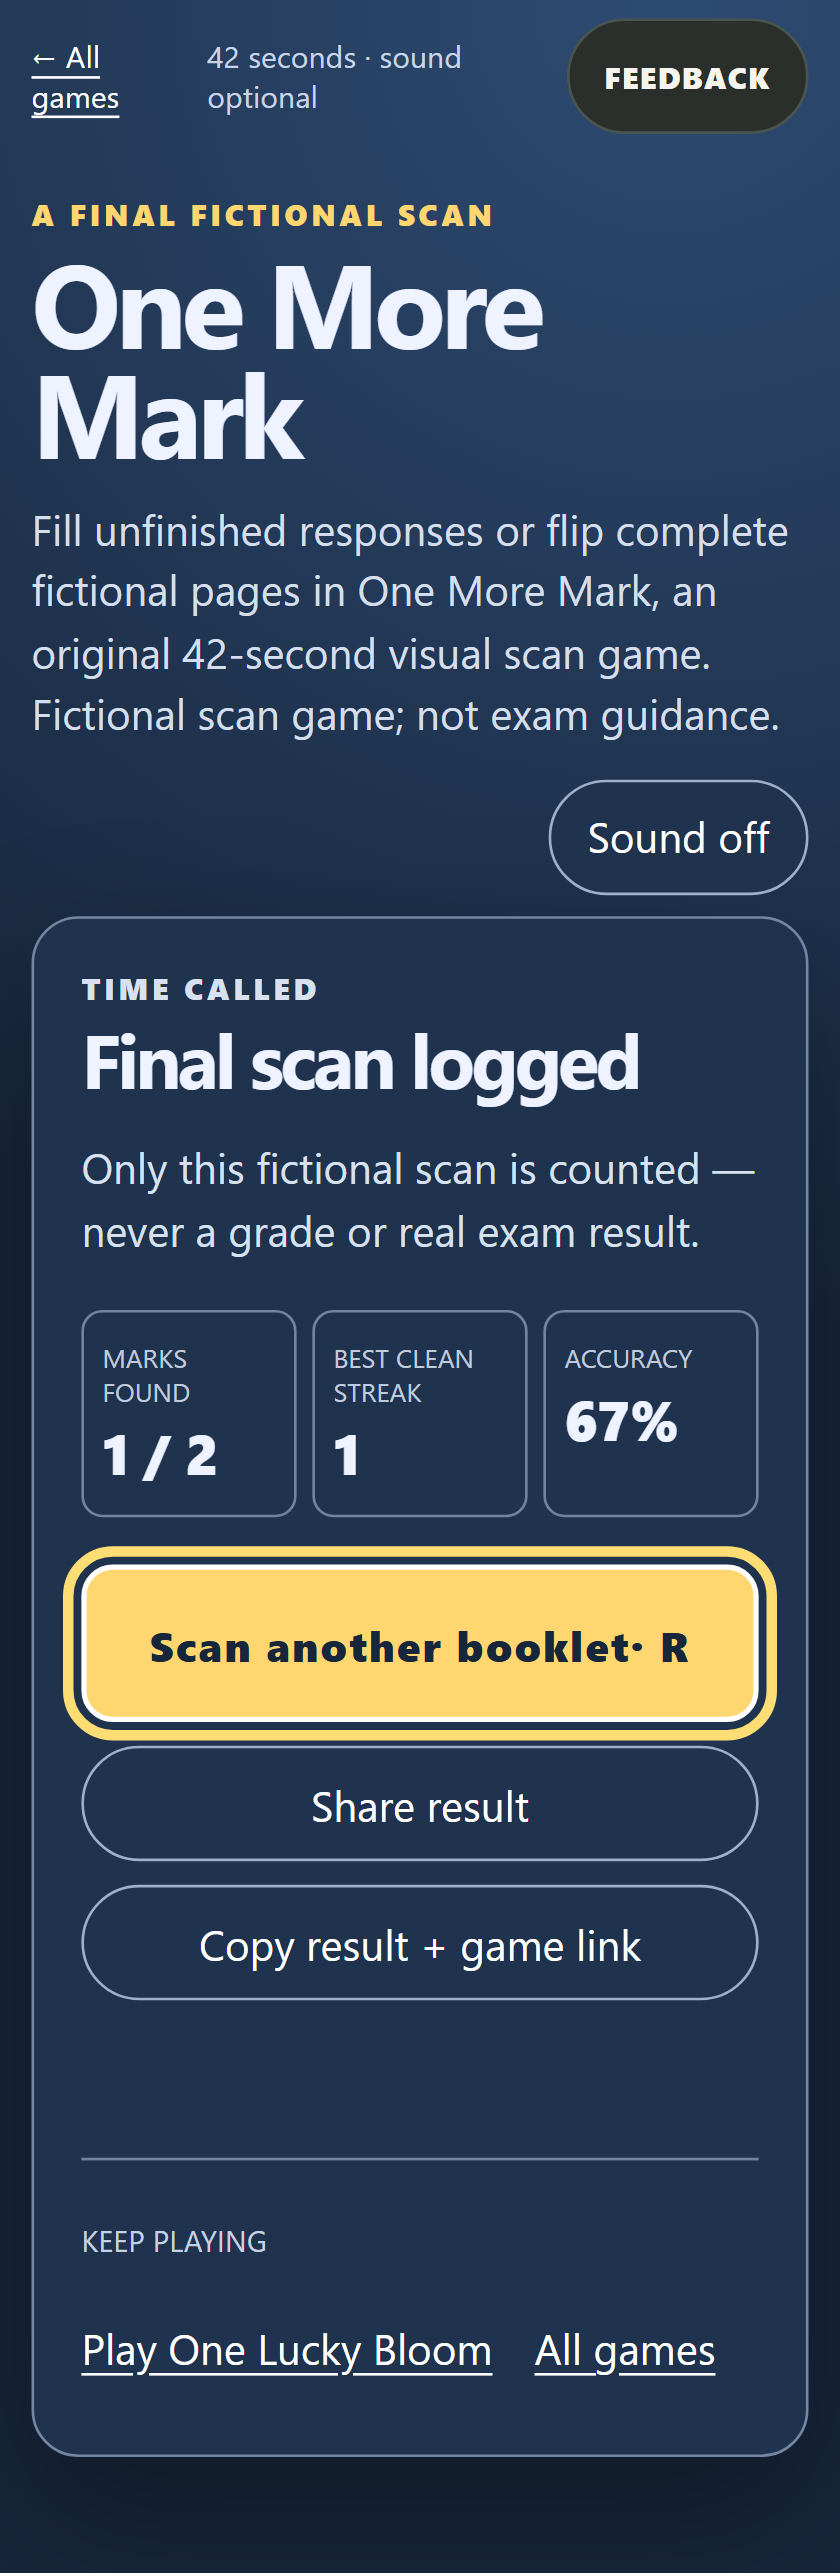 ← All
games
42 seconds · sound
optional
FEEDBACK
A FINAL FICTIONAL SCAN
One More
Mark
Fill unfinished responses or flip complete
fictional pages in One More Mark, an
original 42-second visual scan game.
Fictional scan game; not exam guidance.
Sound off
TIME CALLED
Final scan logged
Only this fictional scan is counted —
never a grade or real exam result.
MARKS
FOUND
1 / 2
BEST CLEAN
STREAK
1
ACCURACY
67%
Scan another booklet· R
Share result
Copy result + game link
KEEP PLAYING
Play One Lucky Bloom All games